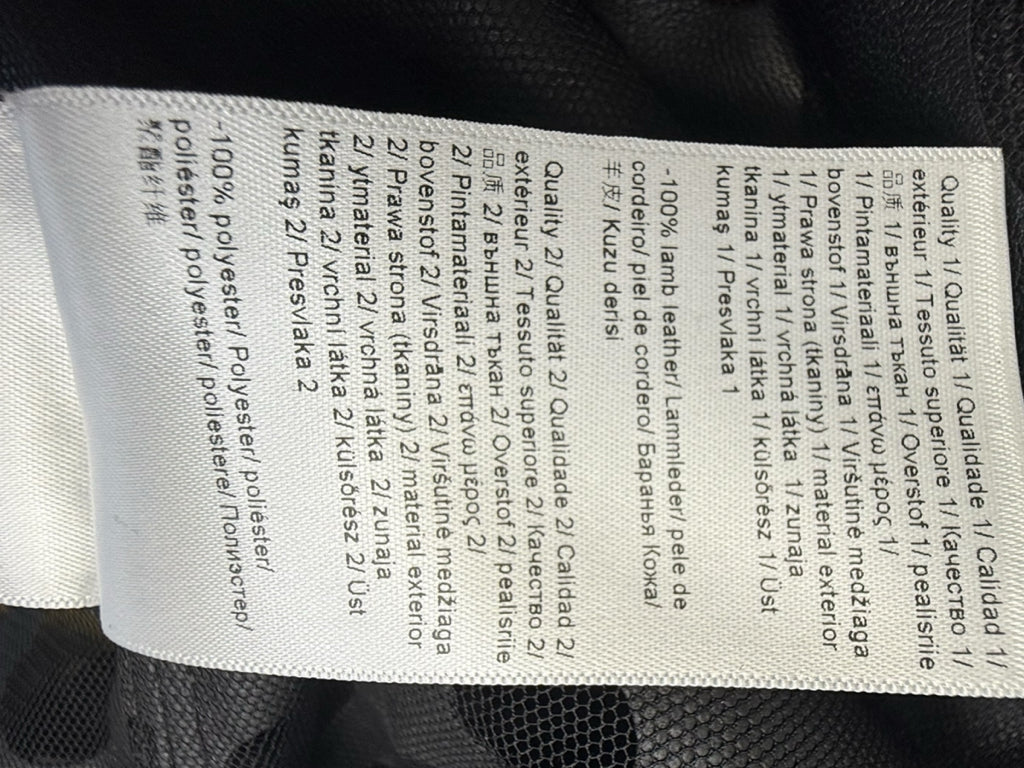 Quality 1/ Qualität 1/ Qualidade 1/ Calidad 1/
extérieur 1/ Tessuto superiore 1/ Качество 1/
品质 1/ външна тъкан 1/ Overstof 1/ pealisriie
1/ Pintamateriaali 1/ επάνω μέρος 1/
bovenstof 1/ Virsdrāna 1/ Viršutinė medžiaga
1/ Prawa strona (tkaniny) 1/ material exterior
1/ ytmaterial 1/ vrchná látka 1/ zunaja
tkanina 1/ vrchní látka 1/ külsőrész 1/ Üst
kumaş 1/ Presvlaka 1
-100% lamb leather/ Lammleder/ pele de
cordeiro/ piel de cordero/ Баранья Кожа/
羊皮/ Kuzu derisi
Quality 2/ Qualität 2/ Qualidade 2/ Calidad 2/
extérieur 2/ Tessuto superiore 2/ Качество 2/
品质 2/ външна тъкан 2/ Overstof 2/ pealisriie
2/ Pintamateriaali 2/ επάνω μέρος 2/
bovenstof 2/ Virsdrāna 2/ Viršutinė medžiaga
2/ Prawa strona (tkaniny) 2/ material exterior
2/ ytmaterial 2/ vrchná látka 2/ zunaja
tkanina 2/ vrchní látka 2/ külsőrész 2/ Üst
kumaş 2/ Presvlaka 2
-100% polyester/ Polyester/ poliéster/
poliéster/ polyester/ poliestere/ Полиэстер/
聚酯纤维